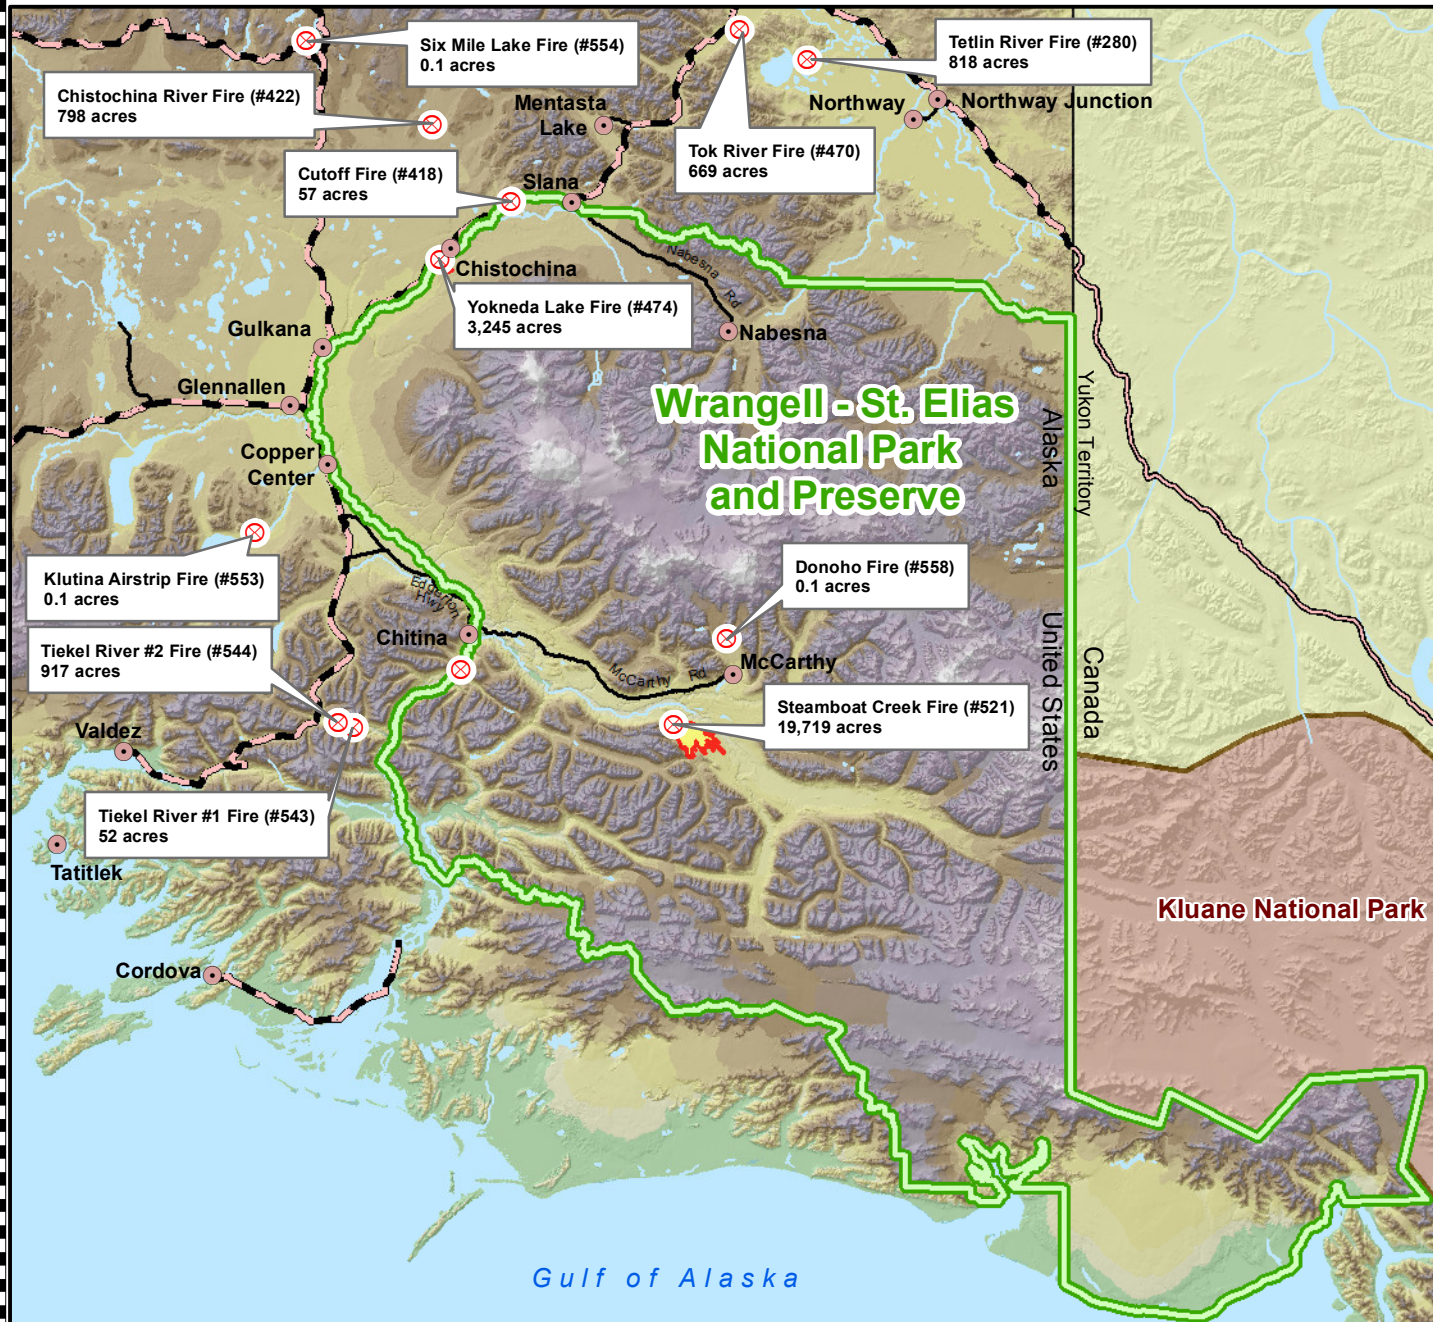 Six Mile Lake Fire (#554)
0.1 acres
Tetlin River Fire (#280)
818 acres
Chistochina River Fire (#422)
798 acres
Mentasta
Lake
Northway
Northway Junction
Tok River Fire (#470)
669 acres
Cutoff Fire (#418)
57 acres
Slana
Chistochina
Nabesna Rd
Yokneda Lake Fire (#474)
3,245 acres
Gulkana
Nabesna
Glennallen
Wrangell - St. Elias
National Park
and Preserve
Alaska
Yukon Territory
Copper
Center
Klutina Airstrip Fire (#553)
0.1 acres
Edgerton
Hwy
Donoho Fire (#558)
0.1 acres
Chitina
United States
Canada
Tiekel River #2 Fire (#544)
917 acres
McCarthy Rd
McCarthy
Steamboat Creek Fire (#521)
19,719 acres
Valdez
Tiekel River #1 Fire (#543)
52 acres
Tatitlek
Kluane National Park
Cordova
Gulf of Alaska